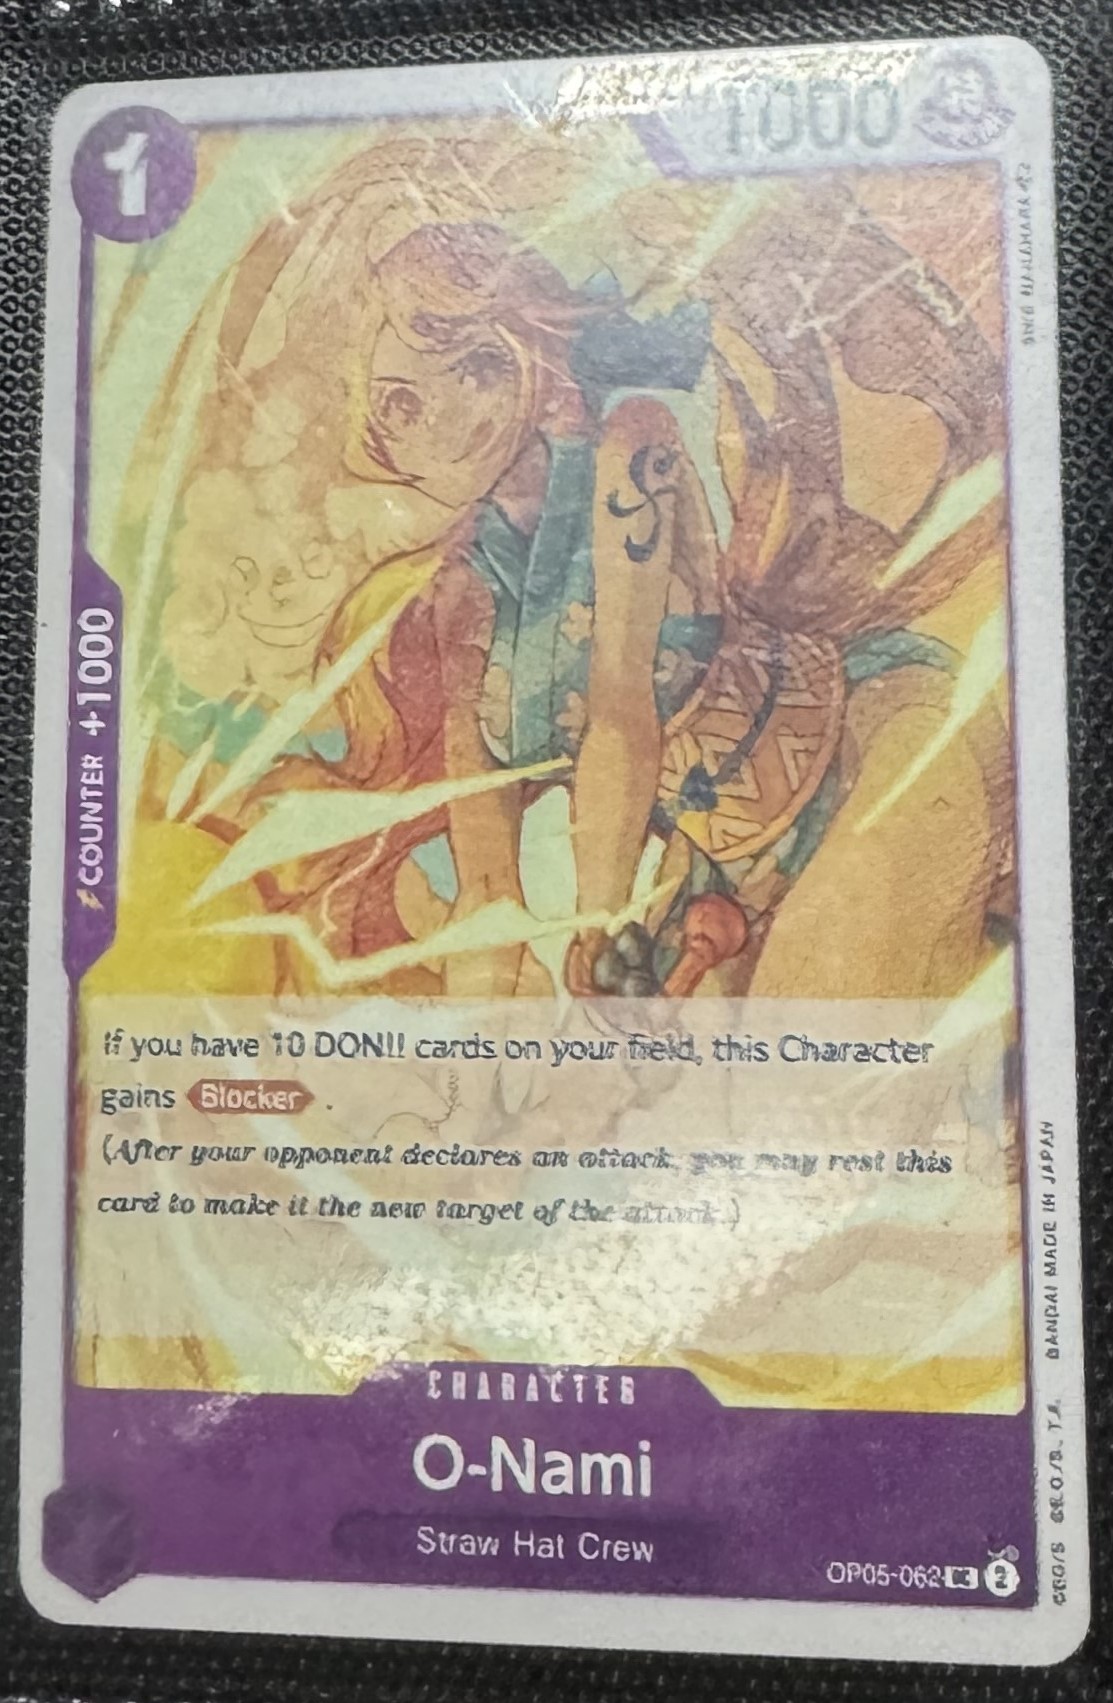 1
1000
COUNTER +1000
If you have 10 DON!! cards on your field, this Character
gains Blocker .
(After your opponent declares an attack, you may rest this
card to make it the new target of the attack.)
CHARACTER
O-Nami
Straw Hat Crew
OP05-062
BANDAI MADE IN JAPAN